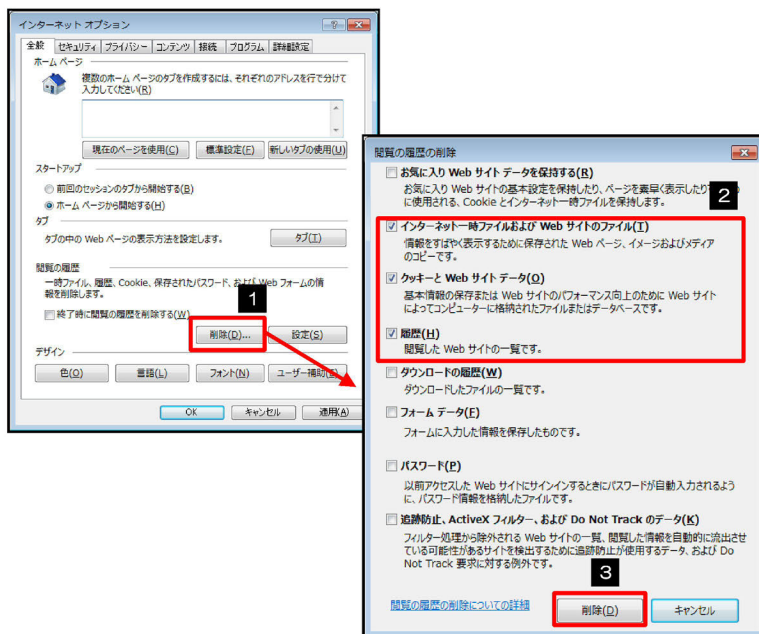 インターネット オプション
全般 セキュリティ プライバシー コンテンツ 接続 プログラム 詳細設定
ホーム ページ
複数のホーム ページのタブを作成するには、それぞれのアドレスを行で分けて
入力してください(R)
現在のページを使用(C) 標準設定(F) 新しいタブの使用(U)
スタートアップ
前回のセッションのタブから開始する(B)
ホーム ページから開始する(H)
タブ
タブの中の Web ページの表示方法を設定します。 タブ(T)
閲覧の履歴
一時ファイル、履歴、Cookie、保存されたパスワード、および Web フォームの情
報を削除します。
1
終了時に閲覧の履歴を削除する(W)
削除(D)... 設定(S)
デザイン
色(O) 言語(L) フォント(N) ユーザー補助(E)
OK キャンセル 適用(A)
閲覧の履歴の削除
お気に入り Web サイト データを保持する(R)
お気に入り Web サイトの基本設定を保持したり、ページを素早く表示したり
に使用される、Cookie とインターネット一時ファイルを保持します。
2
インターネット一時ファイルおよび Web サイトのファイル(T)
情報をすばやく表示するために保存された Web ページ、イメージおよびメディア
のコピーです。
クッキーと Web サイト データ(O)
基本情報の保存または Web サイトのパフォーマンス向上のために Web サイト
によってコンピューターに格納されたファイルまたはデータベースです。
履歴(H)
閲覧した Web サイトの一覧です。
ダウンロードの履歴(W)
ダウンロードしたファイルの一覧です。
フォーム データ(F)
フォームに入力した情報を保存したものです。
パスワード(P)
以前アクセスした Web サイトにサインインするときにパスワードが自動入力されるよう
に、パスワード情報を格納したファイルです。
追跡防止、ActiveX フィルター、および Do Not Track のデータ(K)
フィルター処理から除外される Web サイトの一覧、閲覧した情報を自動的に流出させ
ている可能性があるサイトを検出するために追跡防止が使用するデータ、および Do
Not Track 要求に対する例外です。
3
閲覧の履歴の削除についての詳細 削除(D) キャンセル